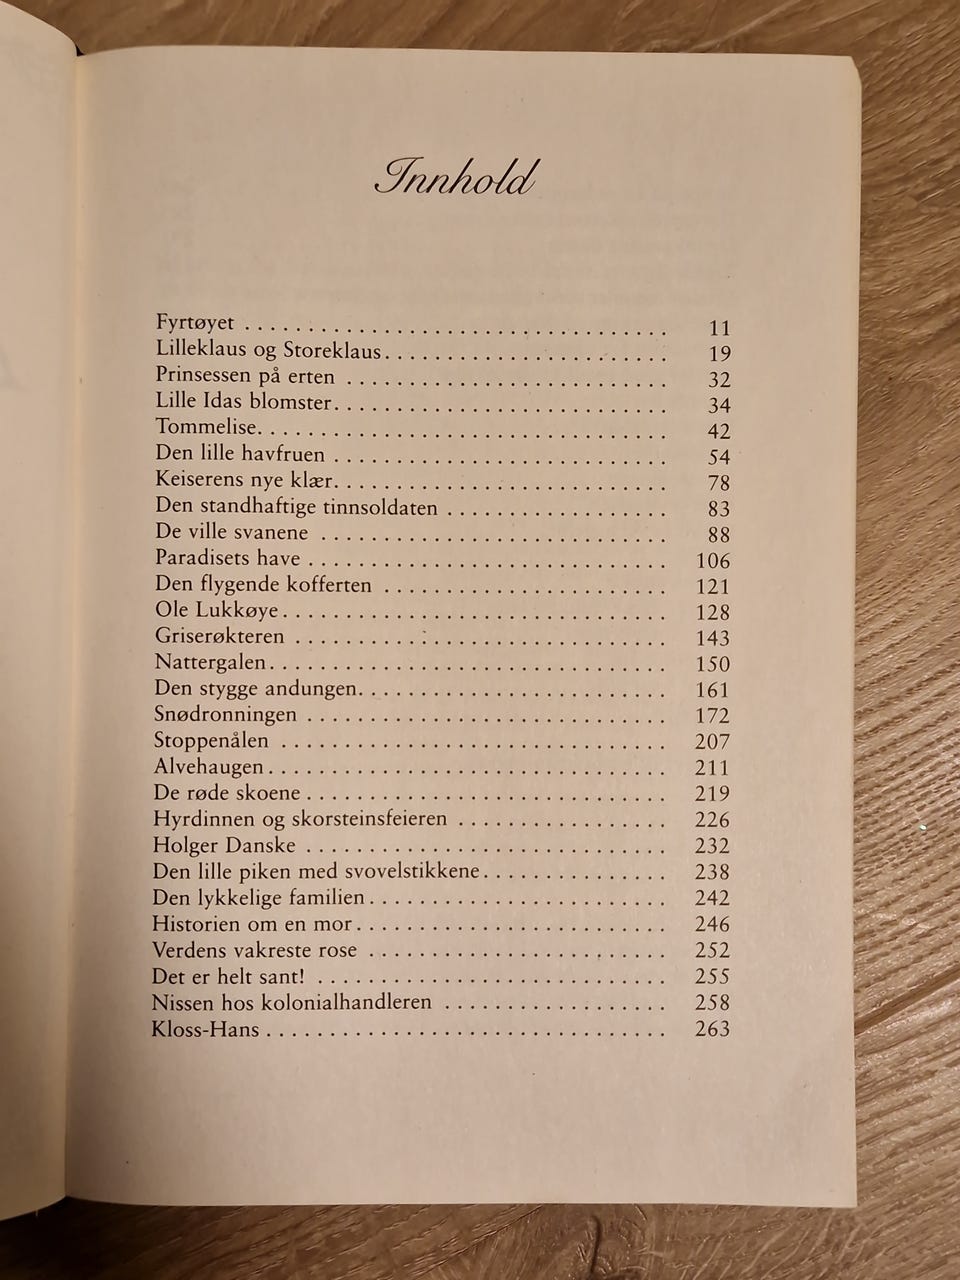 Innhold
Fyrtøyet . . . . . . . . . . . . . . . . . . . . . . . . . . . . . . . . . 11
Lilleklaus og Storeklaus. . . . . . . . . . . . . . . . . . . . . . 19
Prinsessen på erten . . . . . . . . . . . . . . . . . . . . . . . . . 32
Lille Idas blomster. . . . . . . . . . . . . . . . . . . . . . . . . . 34
Tommelise. . . . . . . . . . . . . . . . . . . . . . . . . . . . . . . . 42
Den lille havfruen . . . . . . . . . . . . . . . . . . . . . . . . . . 54
Keiserens nye klær. . . . . . . . . . . . . . . . . . . . . . . . . . 78
Den standhaftige tinnsoldaten . . . . . . . . . . . . . . . . . 83
De ville svanene . . . . . . . . . . . . . . . . . . . . . . . . . . . 88
Paradisets have . . . . . . . . . . . . . . . . . . . . . . . . . . . . 106
Den flygende kofferten . . . . . . . . . . . . . . . . . . . . . . 121
Ole Lukkøye. . . . . . . . . . . . . . . . . . . . . . . . . . . . . . 128
Griserøkteren . . . . . . . . . . . . . . . . . . . . . . . . . . . . . 143
Nattergalen. . . . . . . . . . . . . . . . . . . . . . . . . . . . . . . 150
Den stygge andungen. . . . . . . . . . . . . . . . . . . . . . . . 161
Snødronningen . . . . . . . . . . . . . . . . . . . . . . . . . . . . 172
Stoppenålen . . . . . . . . . . . . . . . . . . . . . . . . . . . . . . 207
Alvehaugen. . . . . . . . . . . . . . . . . . . . . . . . . . . . . . . 211
De røde skoene . . . . . . . . . . . . . . . . . . . . . . . . . . . . 219
Hyrdinnen og skorsteinsfeieren . . . . . . . . . . . . . . . . 226
Holger Danske . . . . . . . . . . . . . . . . . . . . . . . . . . . . 232
Den lille piken med svovelstikkene. . . . . . . . . . . . . . 238
Den lykkelige familien. . . . . . . . . . . . . . . . . . . . . . . 242
Historien om en mor. . . . . . . . . . . . . . . . . . . . . . . . 246
Verdens vakreste rose . . . . . . . . . . . . . . . . . . . . . . . 252
Det er helt sant! . . . . . . . . . . . . . . . . . . . . . . . . . . . 255
Nissen hos kolonialhandleren . . . . . . . . . . . . . . . . . 258
Kloss-Hans . . . . . . . . . . . . . . . . . . . . . . . . . . . . . . . 263